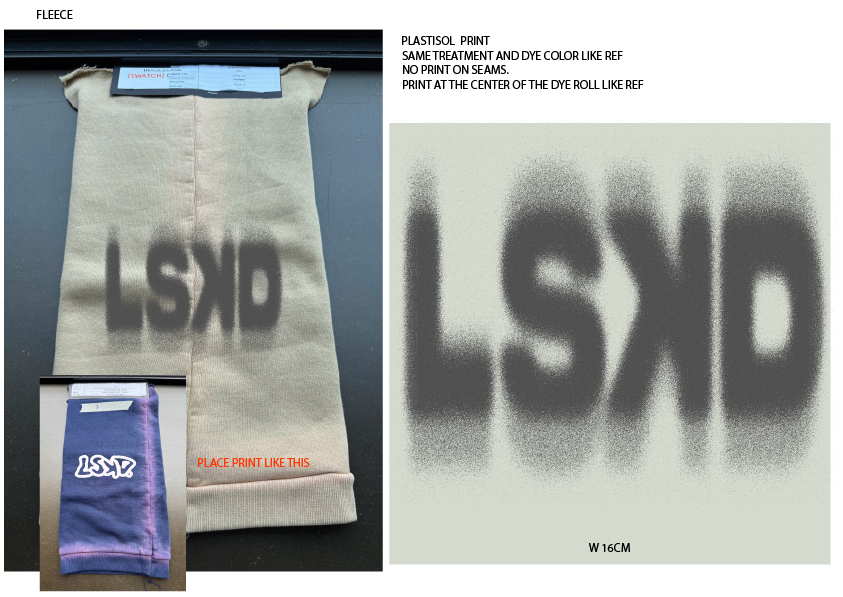 FLEECE
PLASTISOL PRINT
SAME TREATMENT AND DYE COLOR LIKE REF
NO PRINT ON SEAMS.
PRINT AT THE CENTER OF THE DYE ROLL LIKE REF
[SWATCH]
LSKD
LSKD
LSKD
PLACE PRINT LIKE THIS
W 16CM